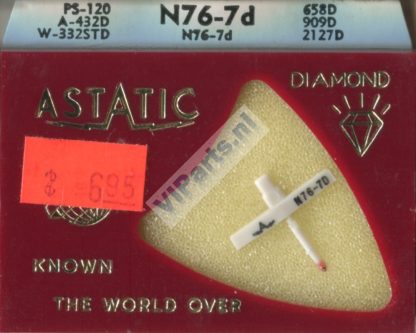 PS-120 N76-7d 658D
A-432D N76-7d 909D
W-332STD 2127D
ASTATIC
DIAMOND
$ 6.95
ViParts.nl
N76-7D
KNOWN
THE WORLD OVER